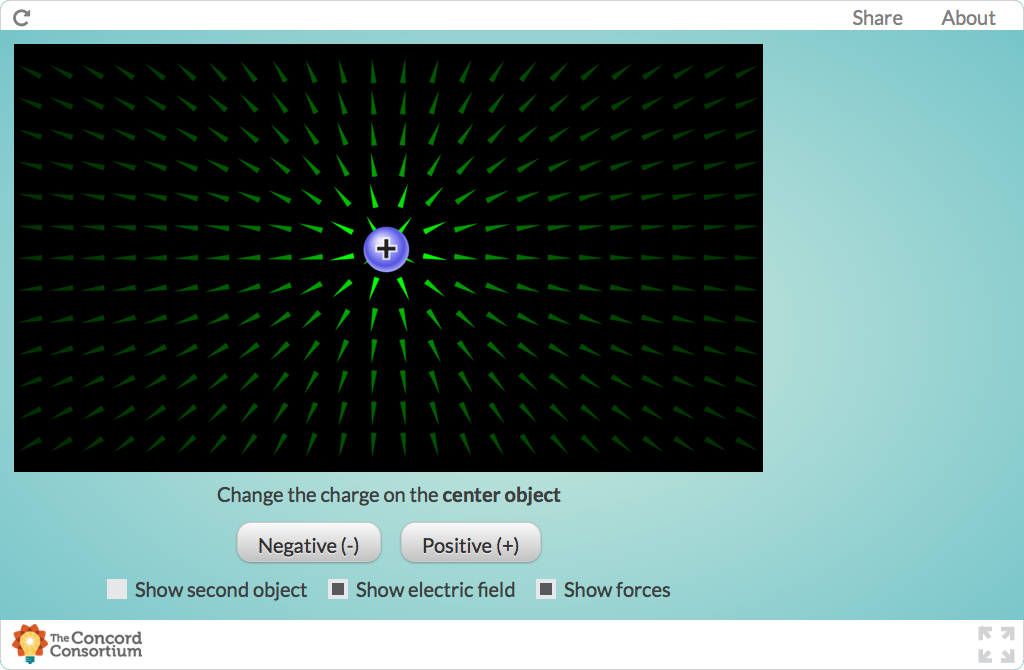 Share About
+
Change the charge on the center object
Negative (-) Positive (+)
Show second object Show electric field Show forces
The Concord
Consortium